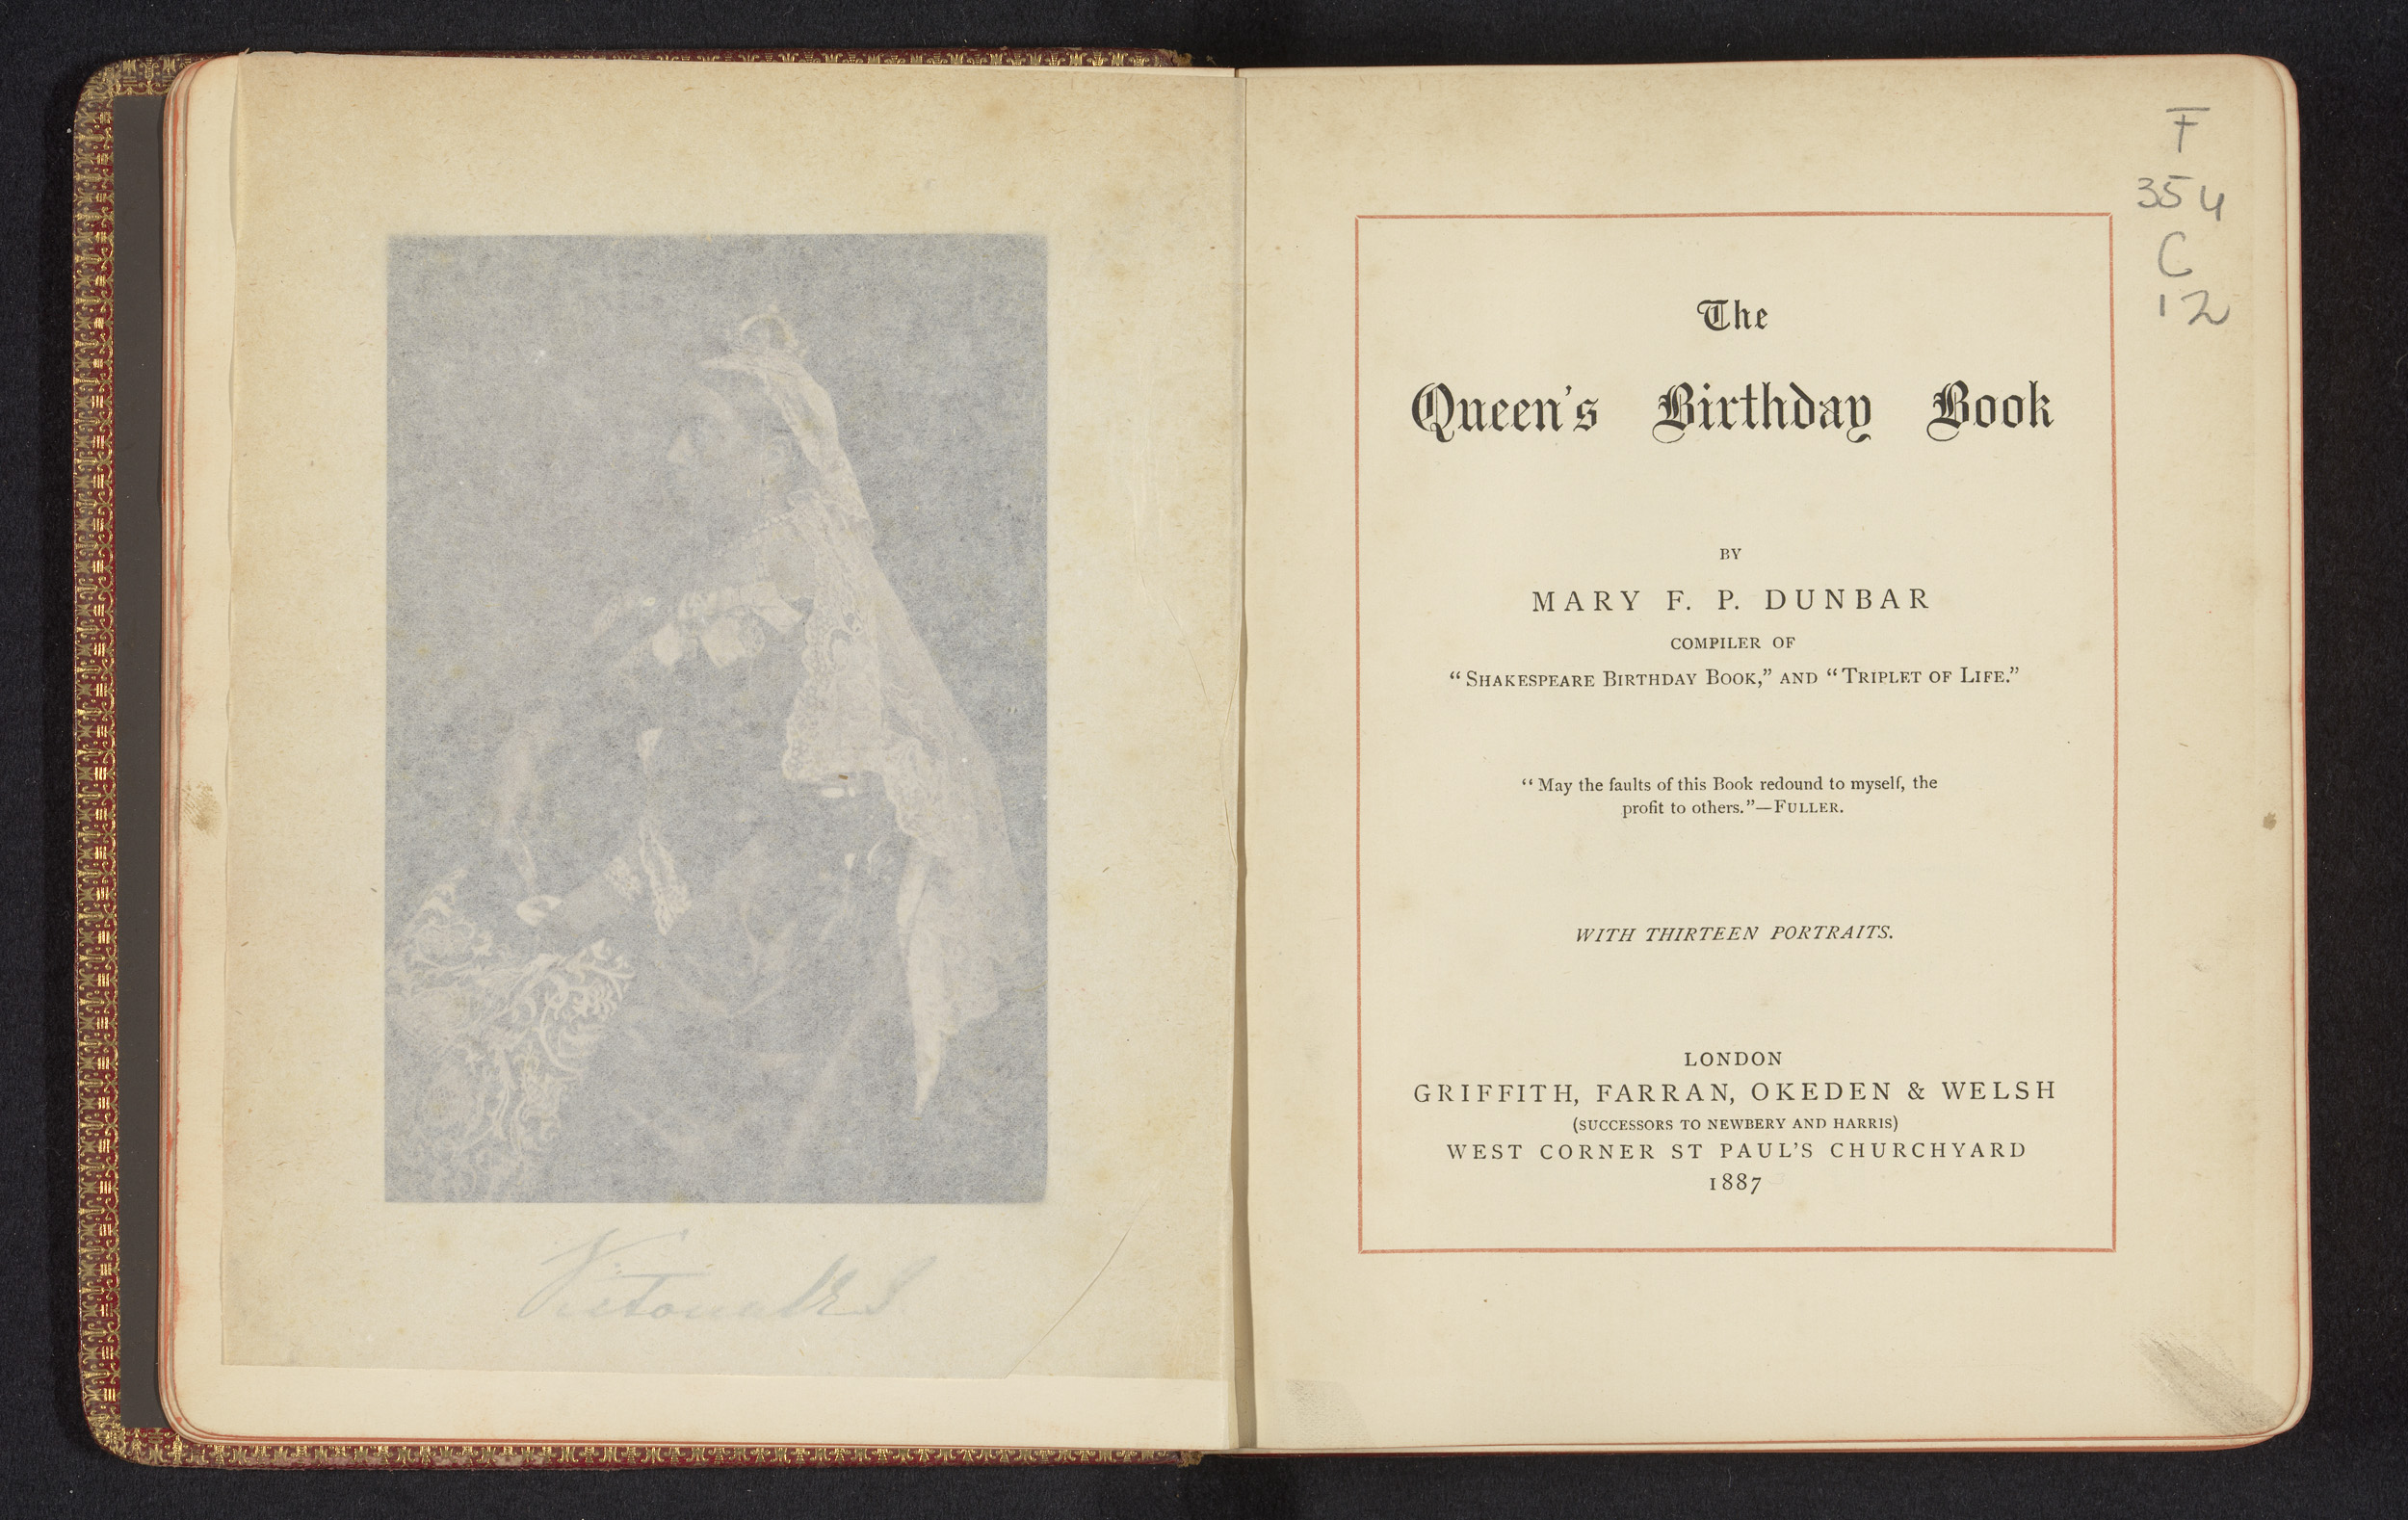 Victoria R I
The
Queen's Birthday Book
BY
MARY F. P. DUNBAR
COMPILER OF
“SHAKESPEARE BIRTHDAY BOOK,” AND “TRIPLET OF LIFE.”
“May the faults of this Book redound to myself, the
profit to others.”—FULLER.
WITH THIRTEEN PORTRAITS.
LONDON
GRIFFITH, FARRAN, OKEDEN & WELSH
(SUCCESSORS TO NEWBERY AND HARRIS)
WEST CORNER ST PAUL'S CHURCHYARD
1887
F
354
C
12